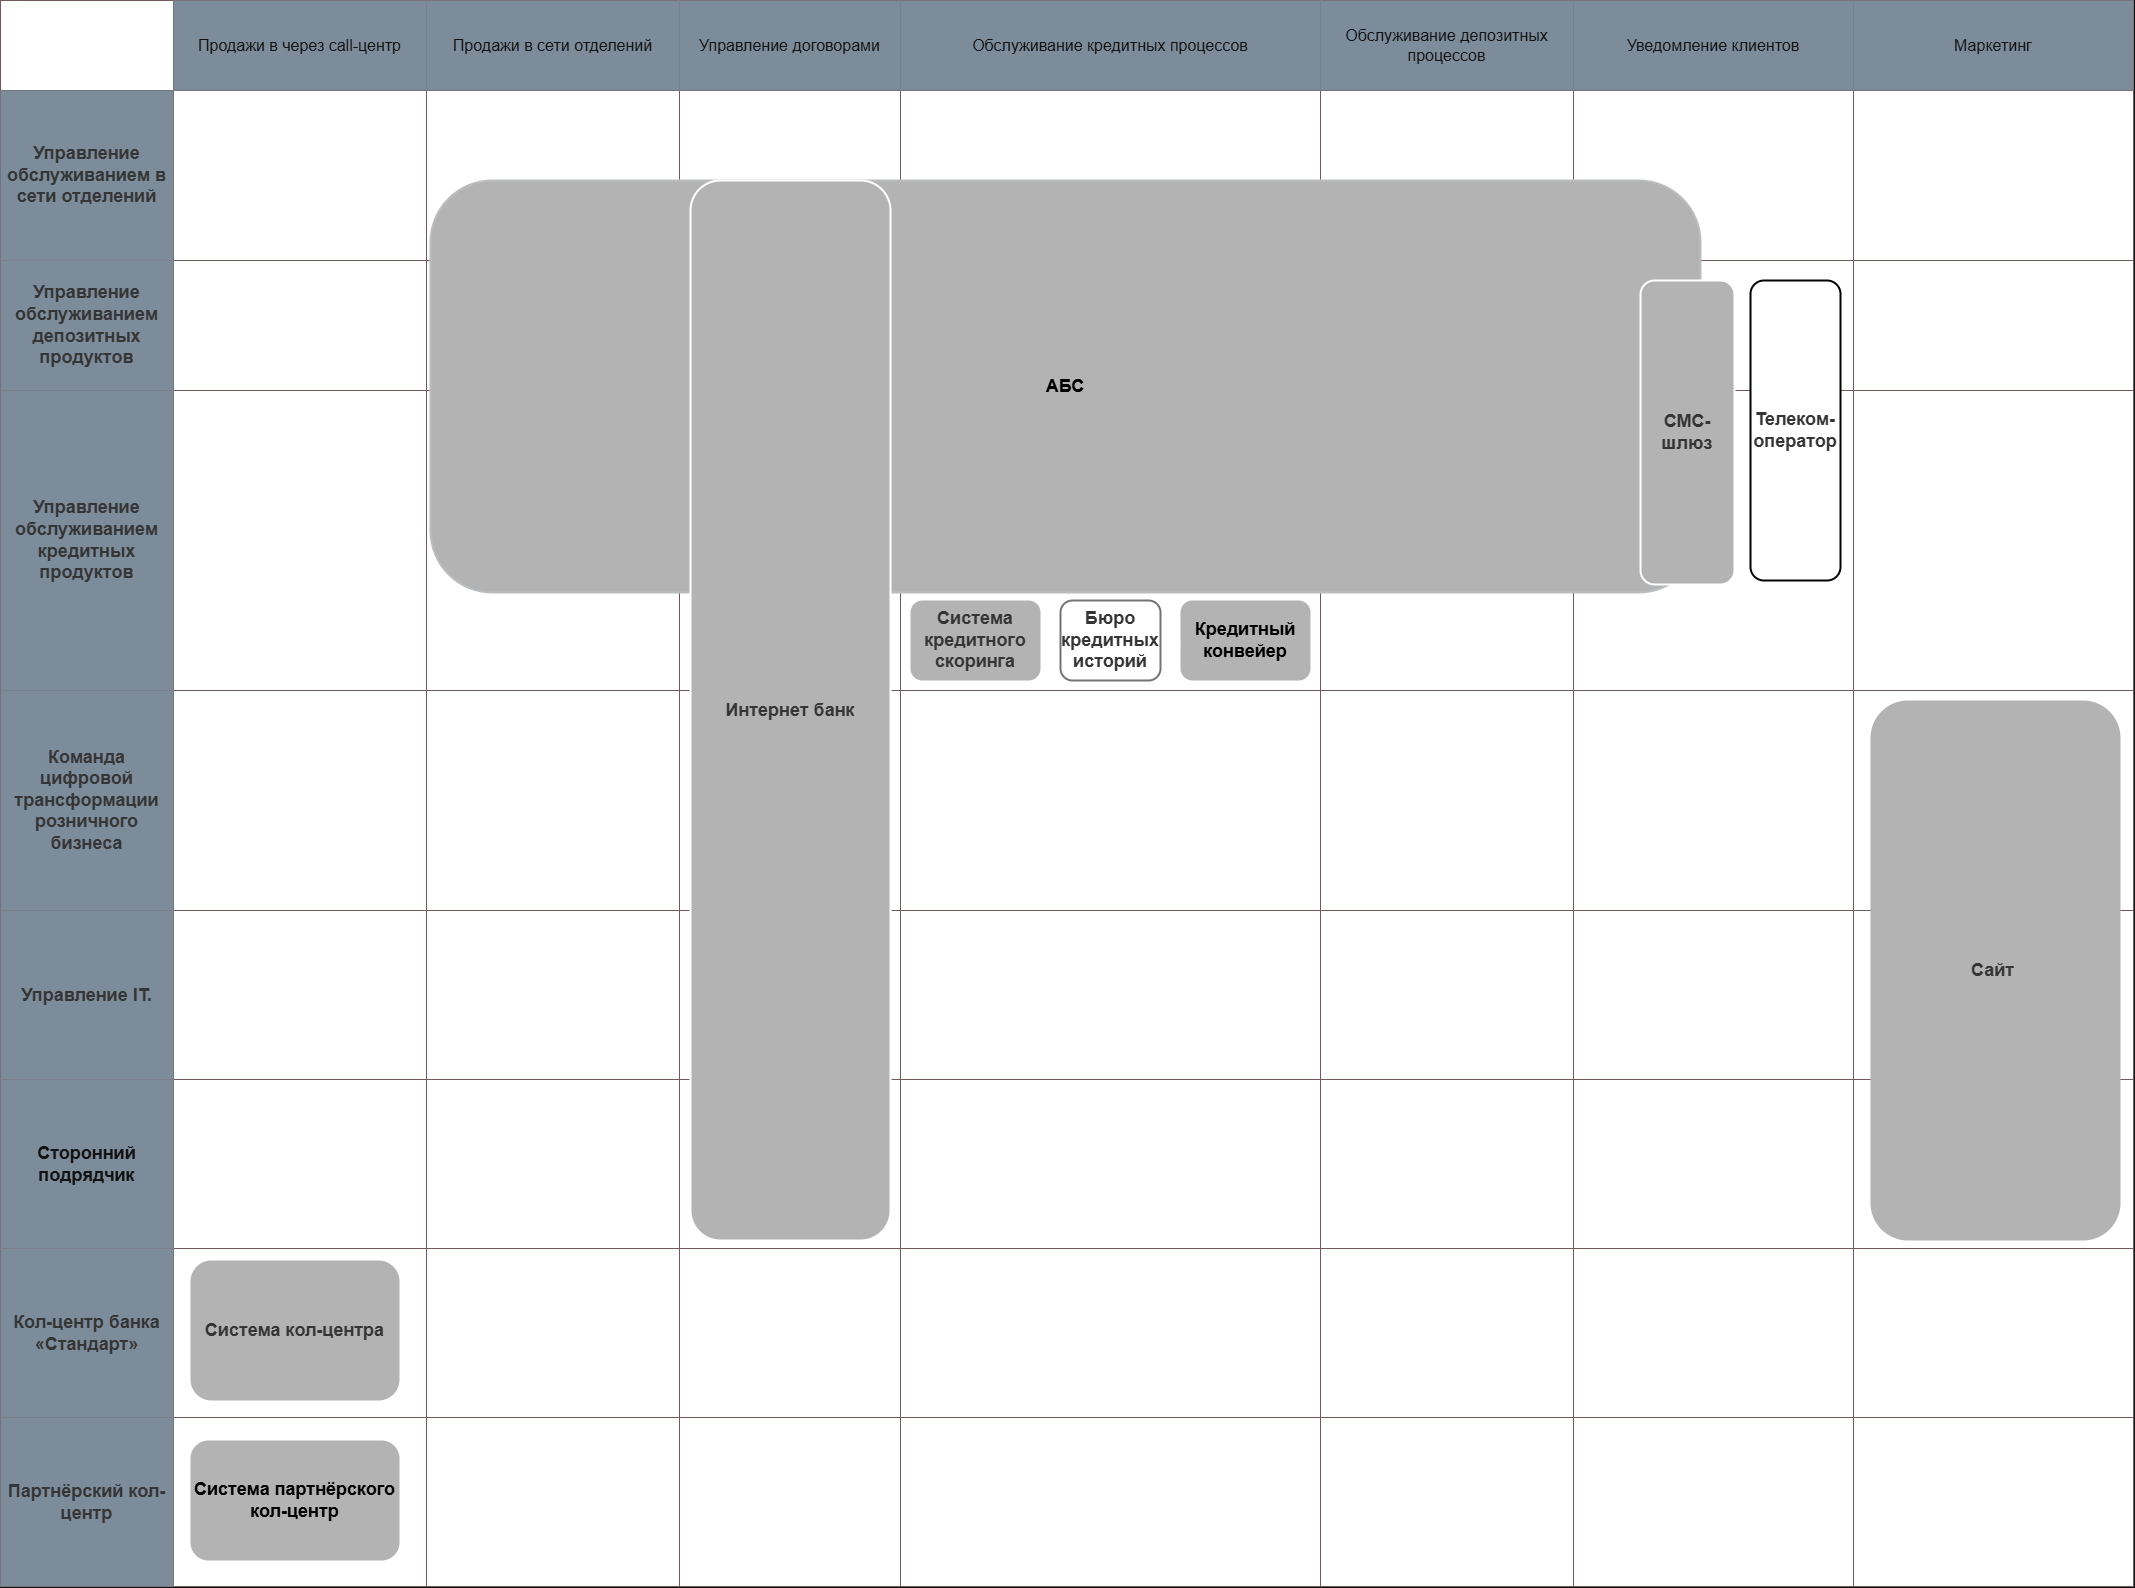 Продажи в через call-центр
Продажи в сети отделений
Управление договорами
Обслуживание кредитных процессов
Обслуживание депозитных
процессов
Уведомление клиентов
Маркетинг
Управление
обслуживанием в
сети отделений
Управление
обслуживанием
депозитных
продуктов
АБС
СМС-
шлюз
Телеком-
оператор
Управление
обслуживанием
кредитных
продуктов
Система
кредитного
скоринга
Бюро
кредитных
историй
Кредитный
конвейер
Интернет банк
Команда
цифровой
трансформации
розничного
бизнеса
Сайт
Управление IT.
Сторонний
подрядчик
Кол-центр банка
«Стандарт»
Система кол-центра
Партнёрский кол-
центр
Система партнёрского
кол-центр